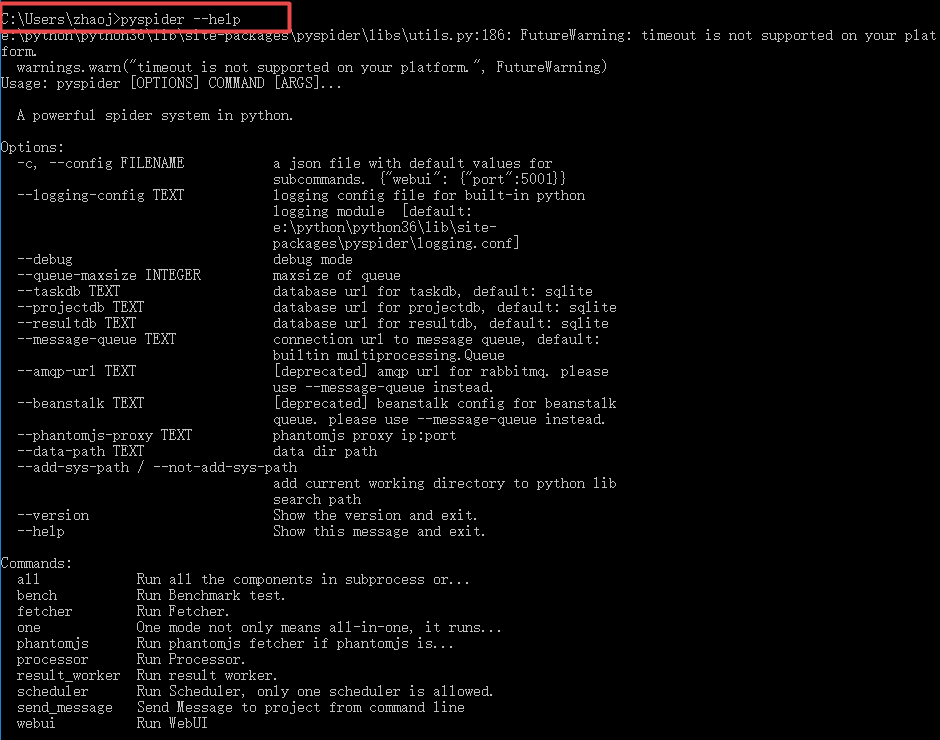 C:\Users\zhaoj>pyspider --help
e:\python\python36\lib\site-packages\pyspider\libs\utils.py:186: FutureWarning: timeout is not supported on your plat
form.
  warnings.warn("timeout is not supported on your platform.", FutureWarning)
Usage: pyspider [OPTIONS] COMMAND [ARGS]...
  A powerful spider system in python.
Options:
  -c, --config FILENAME           a json file with default values for
                                  subcommands. {"webui": {"port":5001}}
  --logging-config TEXT           logging config file for built-in python
                                  logging module  [default:
                                  e:\python\python36\lib\site-
                                  packages\pyspider\logging.conf]
  --debug                         debug mode
  --queue-maxsize INTEGER         maxsize of queue
  --taskdb TEXT                   database url for taskdb, default: sqlite
  --projectdb TEXT                database url for projectdb, default: sqlite
  --resultdb TEXT                 database url for resultdb, default: sqlite
  --message-queue TEXT            connection url to message queue, default:
                                  builtin multiprocessing.Queue
  --amqp-url TEXT                 [deprecated] amqp url for rabbitmq. please
                                  use --message-queue instead.
  --beanstalk TEXT                [deprecated] beanstalk config for beanstalk
                                  queue. please use --message-queue instead.
  --phantomjs-proxy TEXT          phantomjs proxy ip:port
  --data-path TEXT                data dir path
  --add-sys-path / --not-add-sys-path
                                  add current working directory to python lib
                                  search path
  --version                       Show the version and exit.
  --help                          Show this message and exit.
Commands:
  all            Run all the components in subprocess or...
  bench          Run Benchmark test.
  fetcher        Run Fetcher.
  one            One mode not only means all-in-one, it runs...
  phantomjs      Run phantomjs fetcher if phantomjs is...
  processor      Run Processor.
  result_worker  Run result worker.
  scheduler      Run Scheduler, only one scheduler is allowed.
  send_message   Send Message to project from command line
  webui          Run WebUI